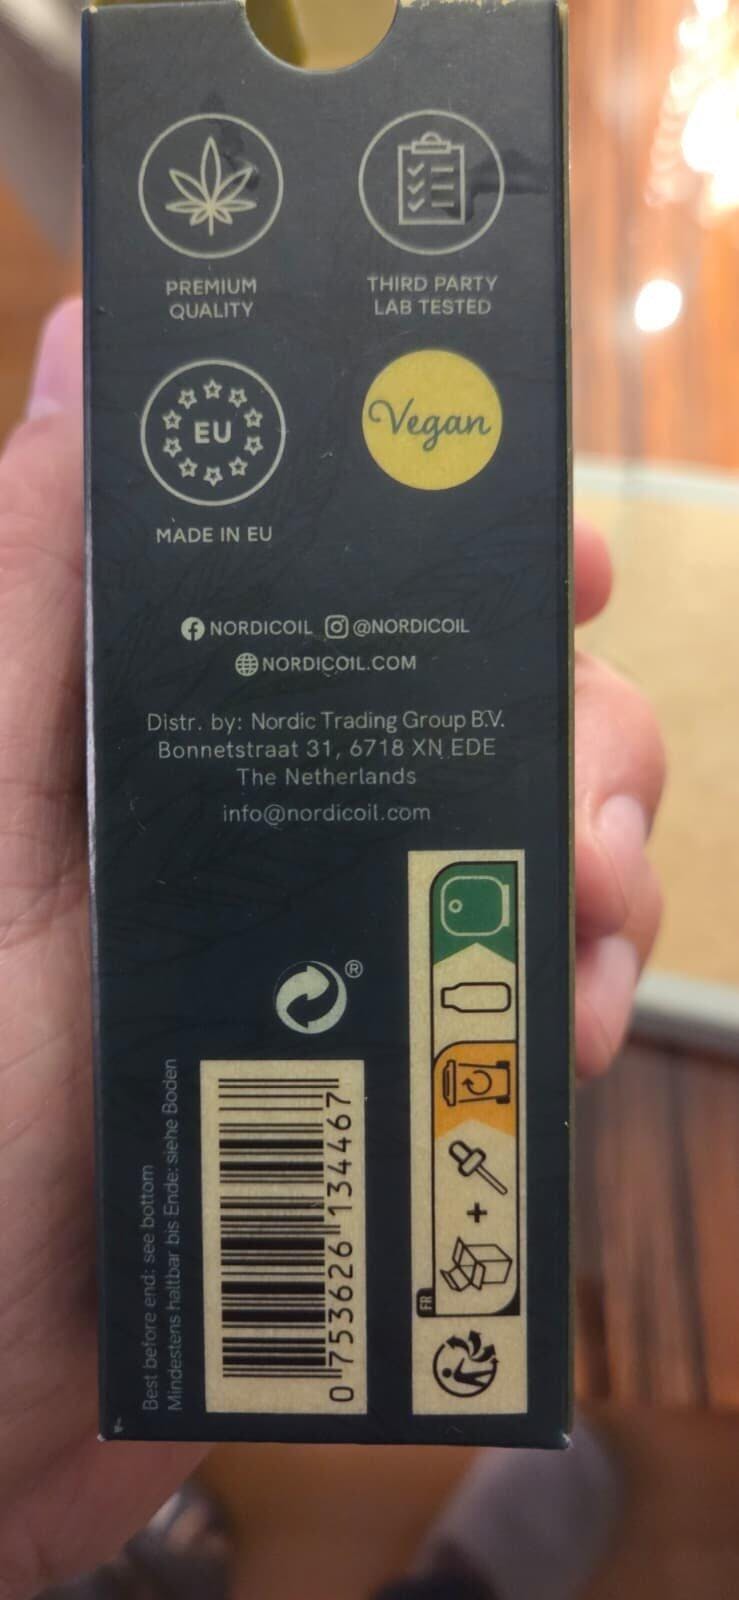 PREMIUM
QUALITY
THIRD PARTY
LAB TESTED
EU
Vegan
MADE IN EU
NORDICOIL @NORDICOIL
NORDICOIL.COM
Distr. by: Nordic Trading Group B.V.
Bonnetstraat 31, 6718 XN EDE
The Netherlands
info@nordicoil.com
®
Best before end: see bottom
Mindestens haltbar bis Ende: siehe Boden
0 753626 134467
+
FR